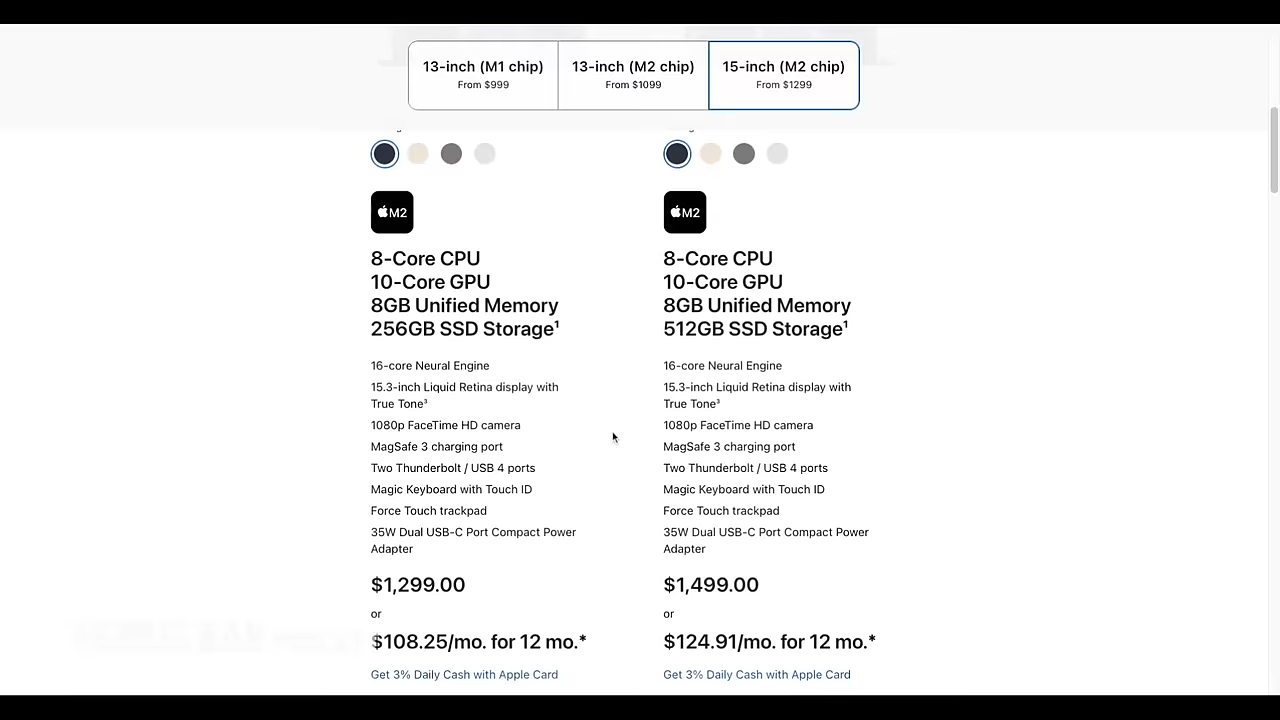 13-inch (M1 chip)
From $999
13-inch (M2 chip)
From $1099
15-inch (M2 chip)
From $1299
M2
8-Core CPU
10-Core GPU
8GB Unified Memory
256GB SSD Storage¹
16-core Neural Engine
15.3-inch Liquid Retina display with
True Tone³
1080p FaceTime HD camera
MagSafe 3 charging port
Two Thunderbolt / USB 4 ports
Magic Keyboard with Touch ID
Force Touch trackpad
35W Dual USB-C Port Compact Power
Adapter
$1,299.00
or
$108.25/mo. for 12 mo.*
Get 3% Daily Cash with Apple Card
M2
8-Core CPU
10-Core GPU
8GB Unified Memory
512GB SSD Storage¹
16-core Neural Engine
15.3-inch Liquid Retina display with
True Tone³
1080p FaceTime HD camera
MagSafe 3 charging port
Two Thunderbolt / USB 4 ports
Magic Keyboard with Touch ID
Force Touch trackpad
35W Dual USB-C Port Compact Power
Adapter
$1,499.00
or
$124.91/mo. for 12 mo.*
Get 3% Daily Cash with Apple Card